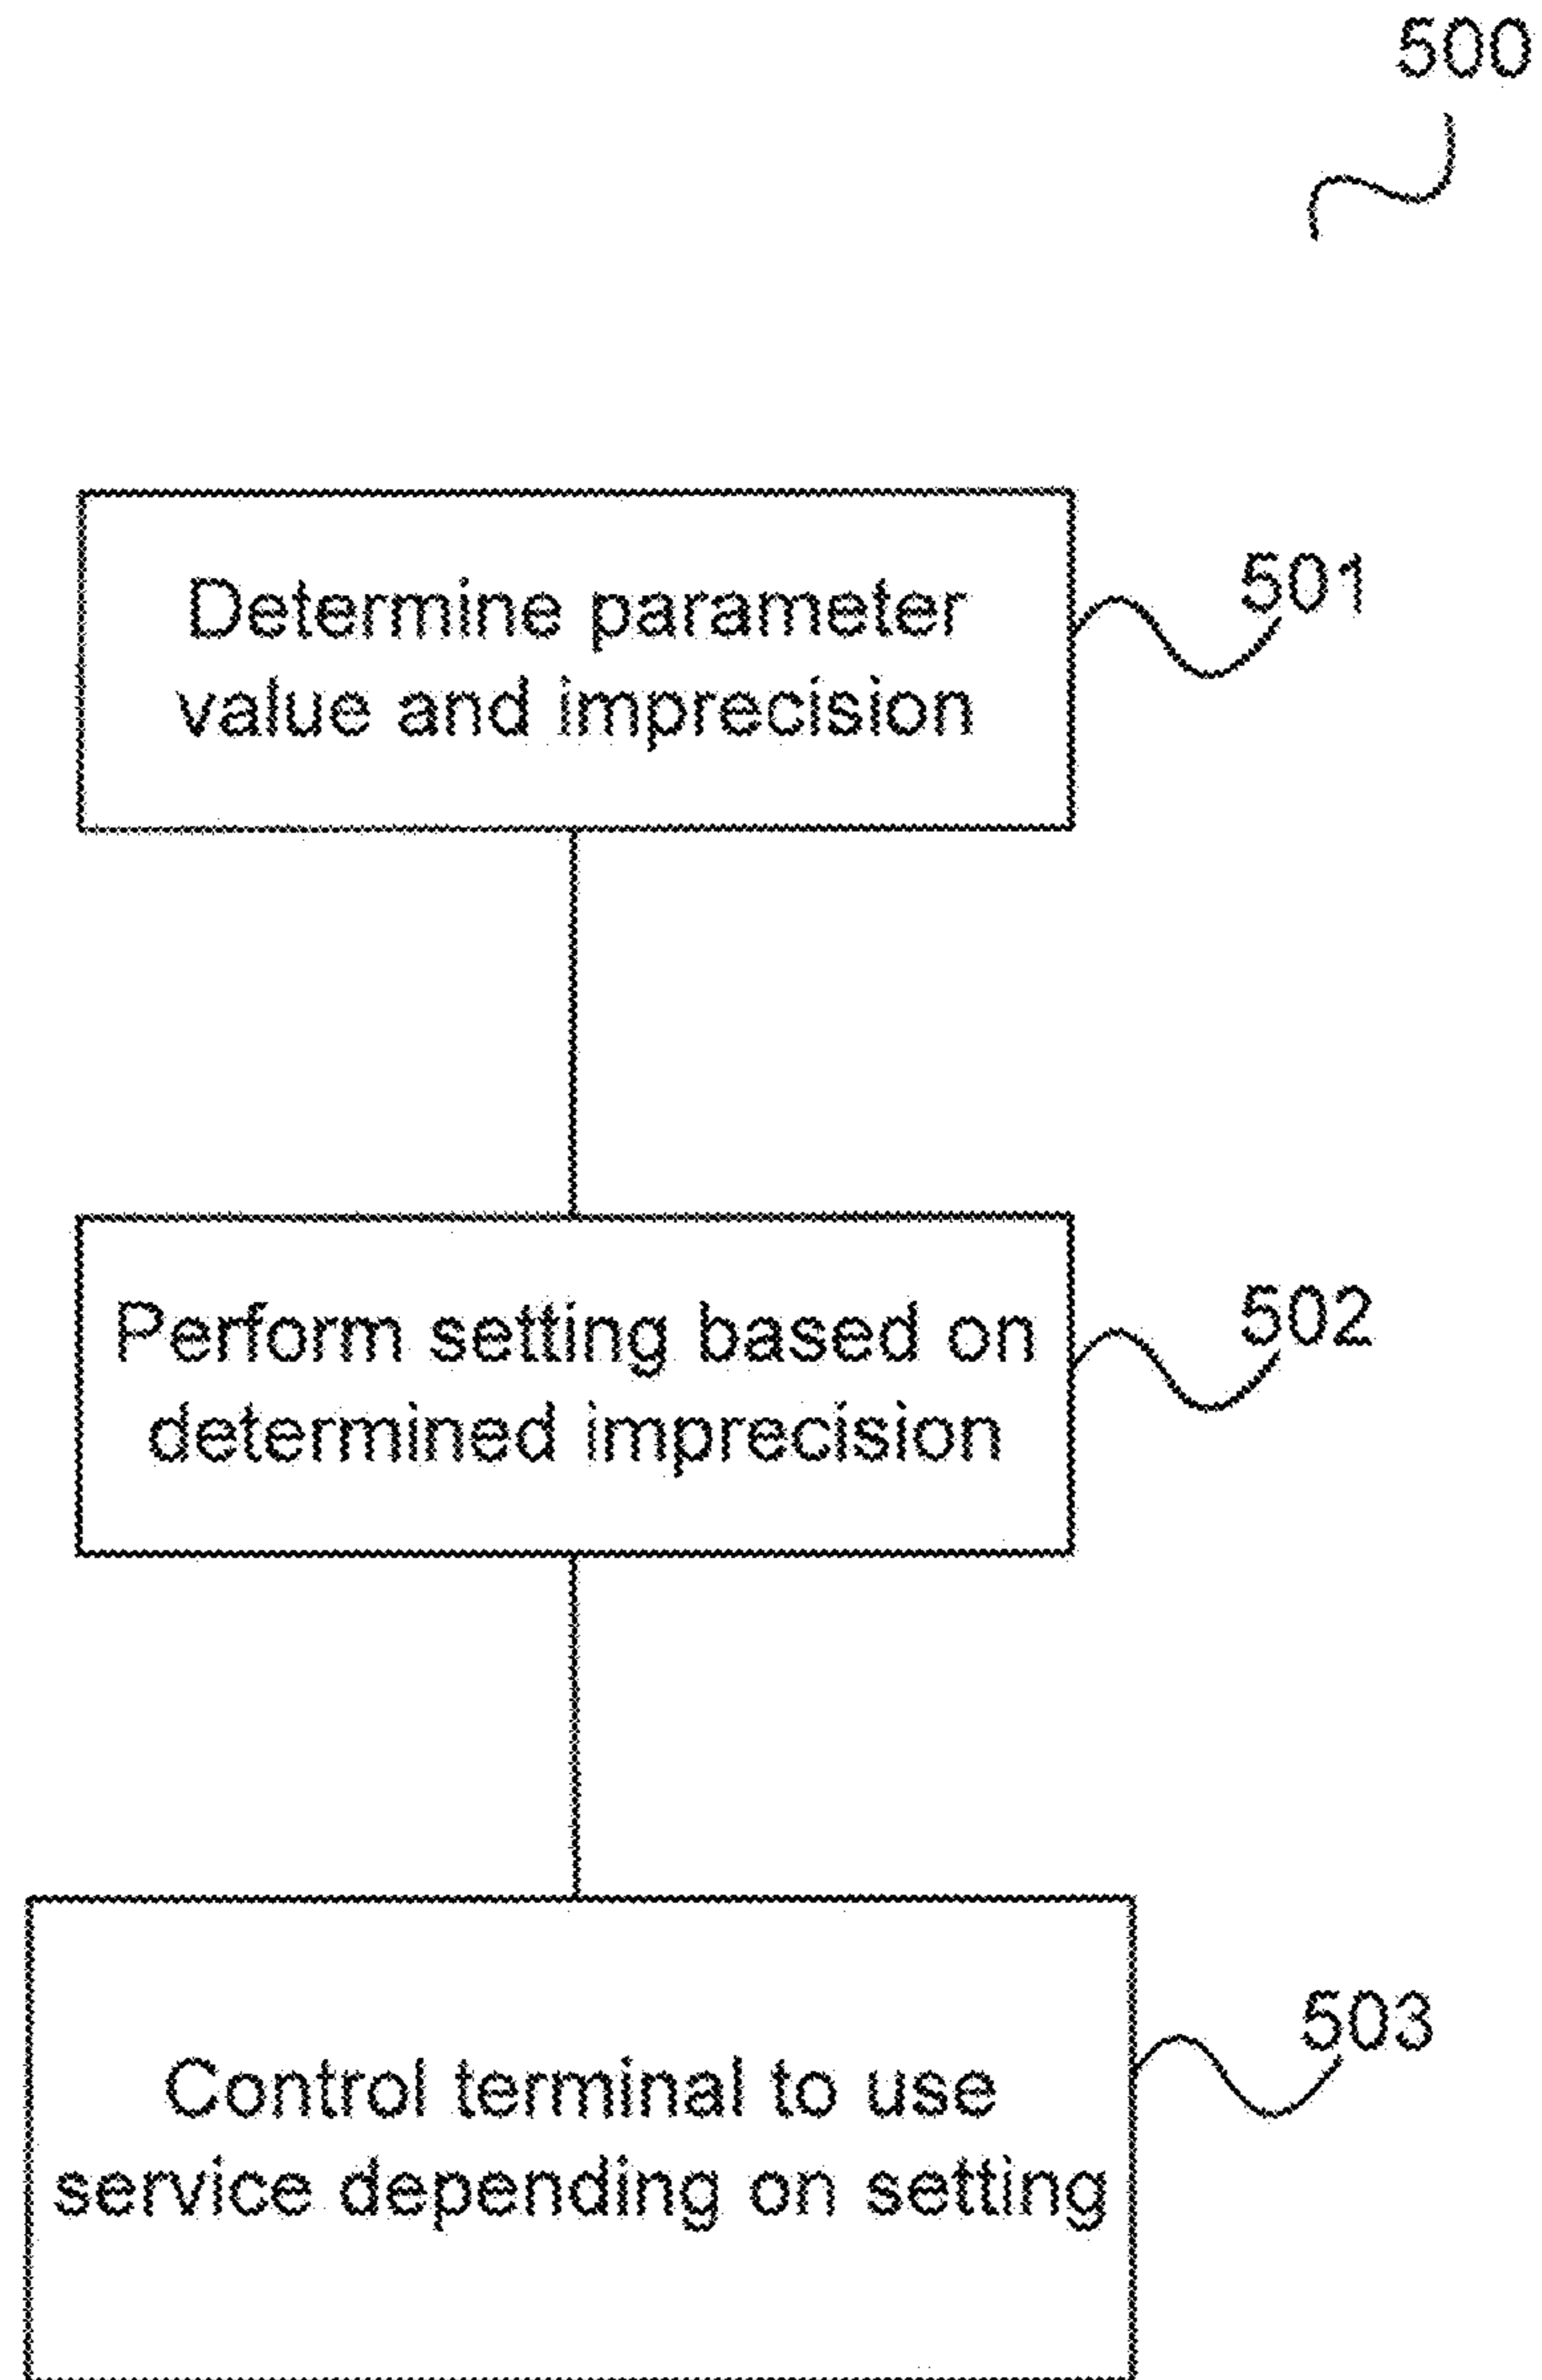 500
Determine parameter
value and imprecision
501
Perform setting based on
determined imprecision
502
Control terminal to use
service depending on setting
503